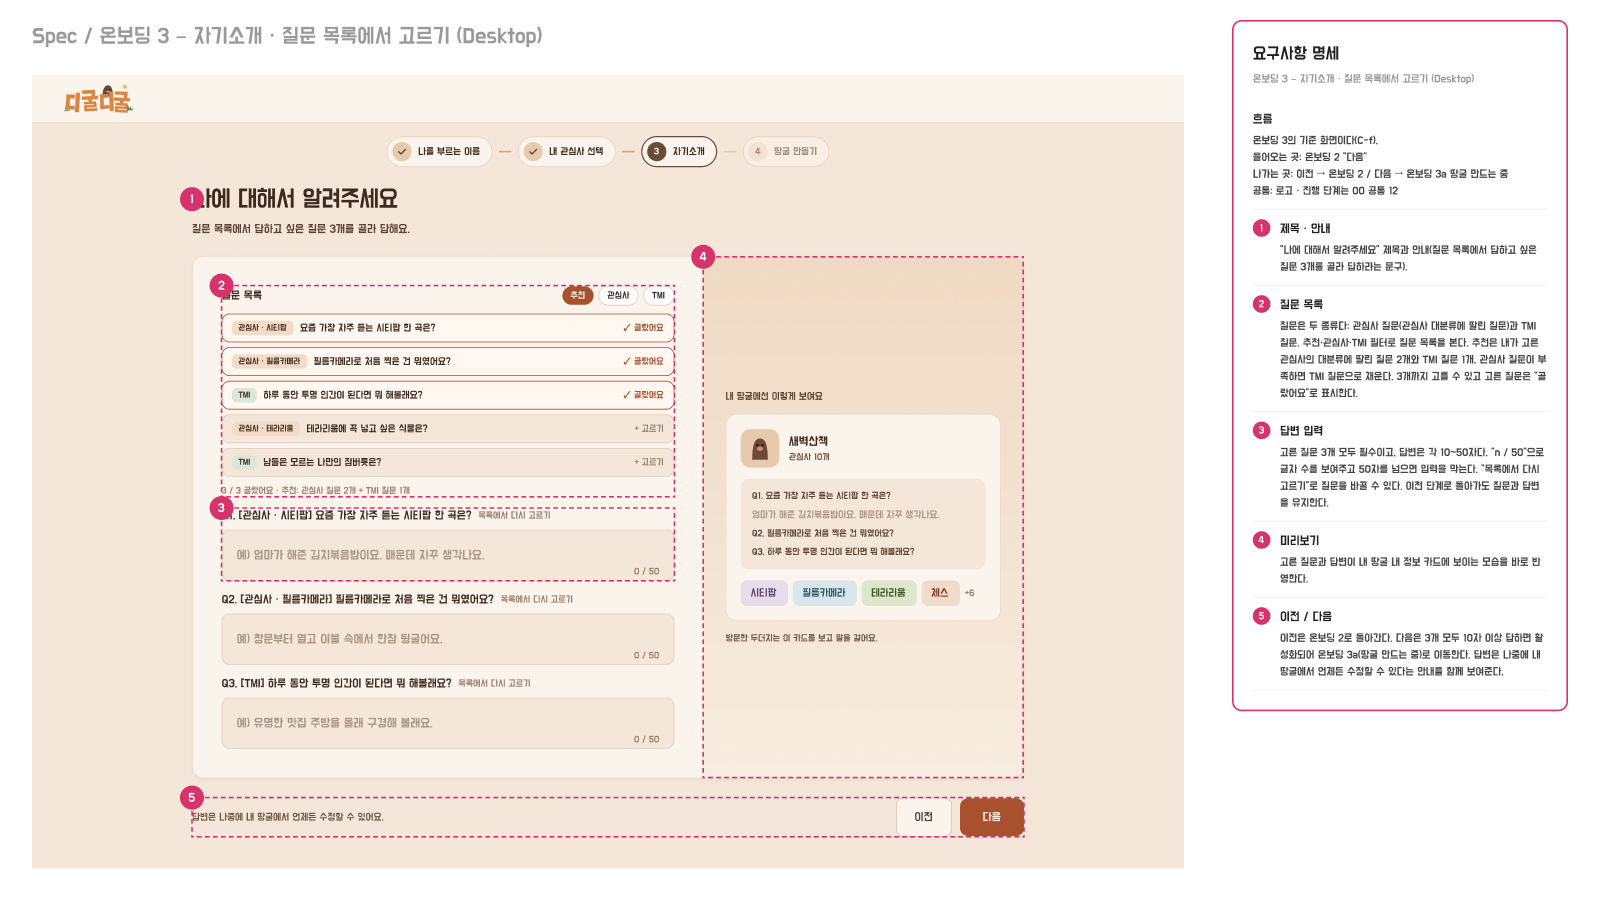 Spec / 온보딩 3 – 자기소개 · 질문 목록에서 고르기 (Desktop)
디굴디굴
나를 부르는 이름
내 관심사 선택
3 자기소개
4 땅굴 만들기
1
나에 대해서 알려주세요
질문 목록에서 답하고 싶은 질문 3개를 골라 답해요.
2
질문 목록
추천 관심사 TMI
관심사 · 시티팝 요즘 가장 자주 듣는 시티팝 한 곡은? ✓ 골랐어요
관심사 · 필름카메라 필름카메라로 처음 찍은 건 뭐였어요? ✓ 골랐어요
TMI 하루 동안 투명 인간이 된다면 뭐 해볼래요? ✓ 골랐어요
관심사 · 테라리움 테라리움에 꼭 넣고 싶은 식물은? + 고르기
TMI 남들은 모르는 나만의 잠버릇은? + 고르기
3 / 3 골랐어요 · 추천: 관심사 질문 2개 + TMI 질문 1개
3
Q1. [관심사 · 시티팝] 요즘 가장 자주 듣는 시티팝 한 곡은? 목록에서 다시 고르기
예) 엄마가 해준 김치볶음밥이요. 매운데 자꾸 생각나요.
0 / 50
Q2. [관심사 · 필름카메라] 필름카메라로 처음 찍은 건 뭐였어요? 목록에서 다시 고르기
예) 창문부터 열고 이불 속에서 한참 뒹굴어요.
0 / 50
Q3. [TMI] 하루 동안 투명 인간이 된다면 뭐 해볼래요? 목록에서 다시 고르기
예) 유명한 맛집 주방을 몰래 구경해 볼래요.
0 / 50
4
내 땅굴에선 이렇게 보여요
새벽산책
관심사 10개
Q1. 요즘 가장 자주 듣는 시티팝 한 곡은?
엄마가 해준 김치볶음밥이요. 매운데 자꾸 생각나요.
Q2. 필름카메라로 처음 찍은 건 뭐였어요?
Q3. 하루 동안 투명 인간이 된다면 뭐 해볼래요?
시티팝 필름카메라 테라리움 체스 +6
방문한 두더지는 이 카드를 보고 말을 걸어요.
5
답변은 나중에 내 땅굴에서 언제든 수정할 수 있어요.
이전
다음
요구사항 명세
온보딩 3 – 자기소개 · 질문 목록에서 고르기 (Desktop)
흐름
온보딩 3의 기준 화면이다(C-f).
들어오는 곳: 온보딩 2 "다음"
나가는 곳: 이전 → 온보딩 2 / 다음 → 온보딩 3a 땅굴 만드는 중
공통: 로고 · 진행 단계는 00 공통 12
1 제목 · 안내
"나에 대해서 알려주세요" 제목과 안내(질문 목록에서 답하고 싶은
질문 3개를 골라 답하라는 문구).
2 질문 목록
질문은 두 종류다: 관심사 질문(관심사 대분류에 딸린 질문)과 TMI
질문. 추천·관심사·TMI 필터로 질문 목록을 본다. 추천은 내가 고른
관심사의 대분류에 딸린 질문 2개와 TMI 질문 1개. 관심사 질문이 부
족하면 TMI 질문으로 채운다. 3개까지 고를 수 있고 고른 질문은 "골
랐어요"로 표시한다.
3 답변 입력
고른 질문 3개 모두 필수이고, 답변은 각 10~50자다. "n / 50"으로
글자 수를 보여주고 50자를 넘으면 입력을 막는다. "목록에서 다시
고르기"로 질문을 바꿀 수 있다. 이전 단계로 돌아가도 질문과 답변
을 유지한다.
4 미리보기
고른 질문과 답변이 내 땅굴 내 정보 카드에 보이는 모습을 바로 반
영한다.
5 이전 / 다음
이전은 온보딩 2로 돌아간다. 다음은 3개 모두 10자 이상 답하면 활
성화되어 온보딩 3a(땅굴 만드는 중)로 이동한다. 답변은 나중에 내
땅굴에서 언제든 수정할 수 있다는 안내를 함께 보여준다.